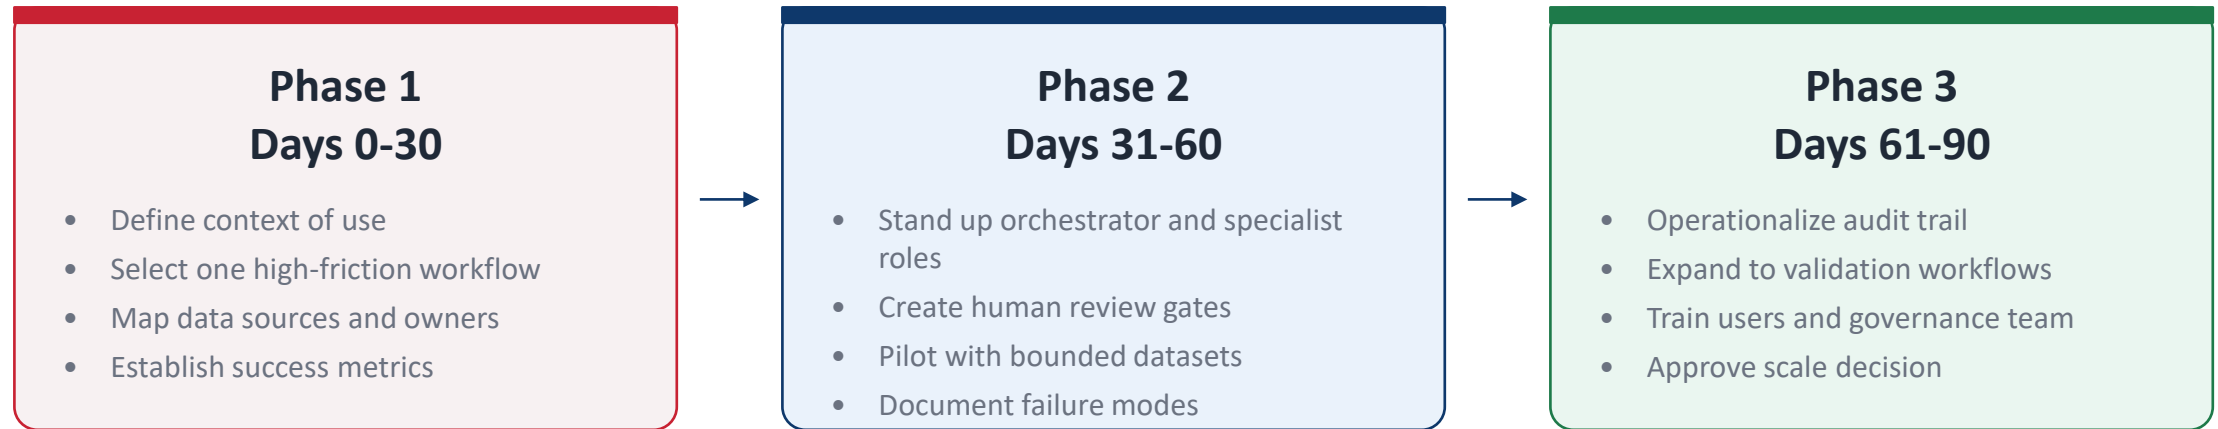 Phase 1
Days 0-30
• Define context of use
• Select one high-friction workflow
• Map data sources and owners
• Establish success metrics
Phase 2
Days 31-60
• Stand up orchestrator and specialist
roles
• Create human review gates
• Pilot with bounded datasets
• Document failure modes
Phase 3
Days 61-90
• Operationalize audit trail
• Expand to validation workflows
• Train users and governance team
• Approve scale decision